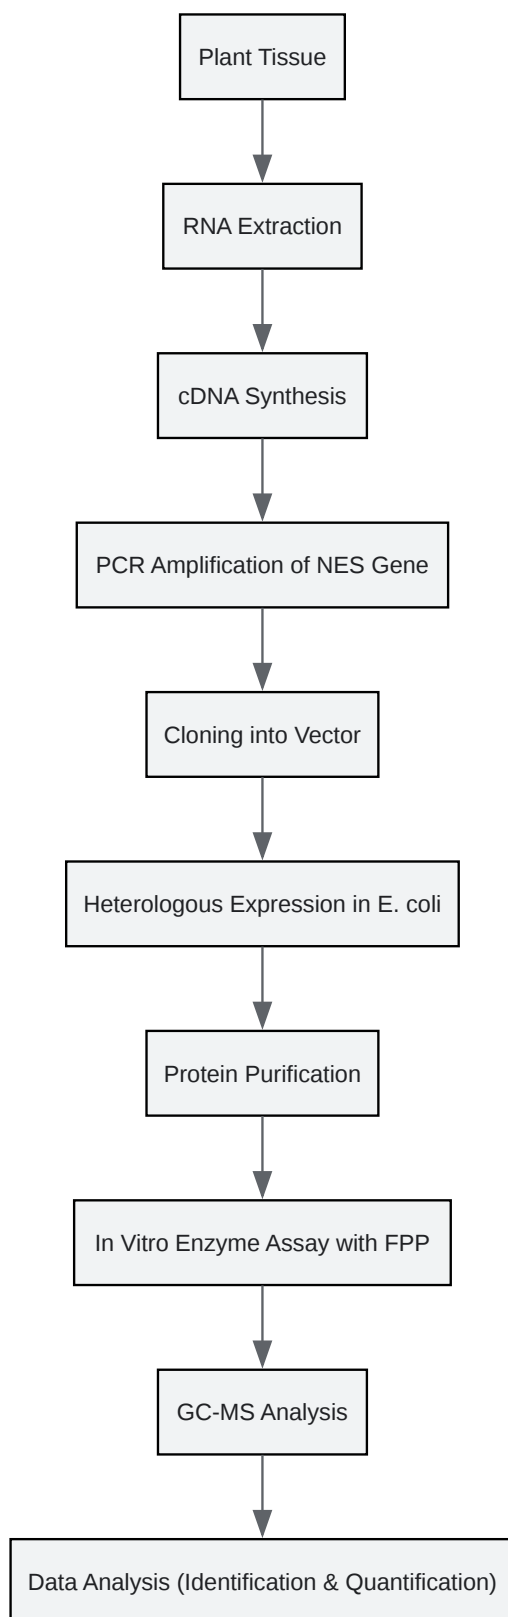 Plant Tissue
RNA Extraction
cDNA Synthesis
PCR Amplification of NES Gene
Cloning into Vector
Heterologous Expression in E. coli
Protein Purification
In Vitro Enzyme Assay with FPP
GC-MS Analysis
Data Analysis (Identification & Quantification)